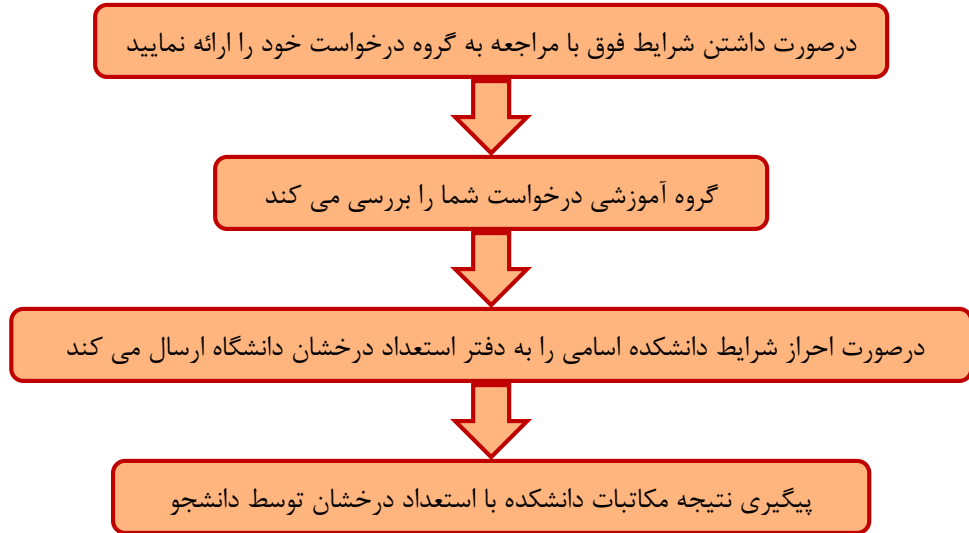 درصورت داشتن شرایط فوق با مراجعه به گروه درخواست خود را ارائه نمایید
گروه آموزشی درخواست شما را بررسی می کند
درصورت احراز شرایط دانشکده اسامی را به دفتر استعداد درخشان دانشگاه ارسال می کند
پیگیری نتیجه مکاتبات دانشکده با استعداد درخشان توسط دانشجو